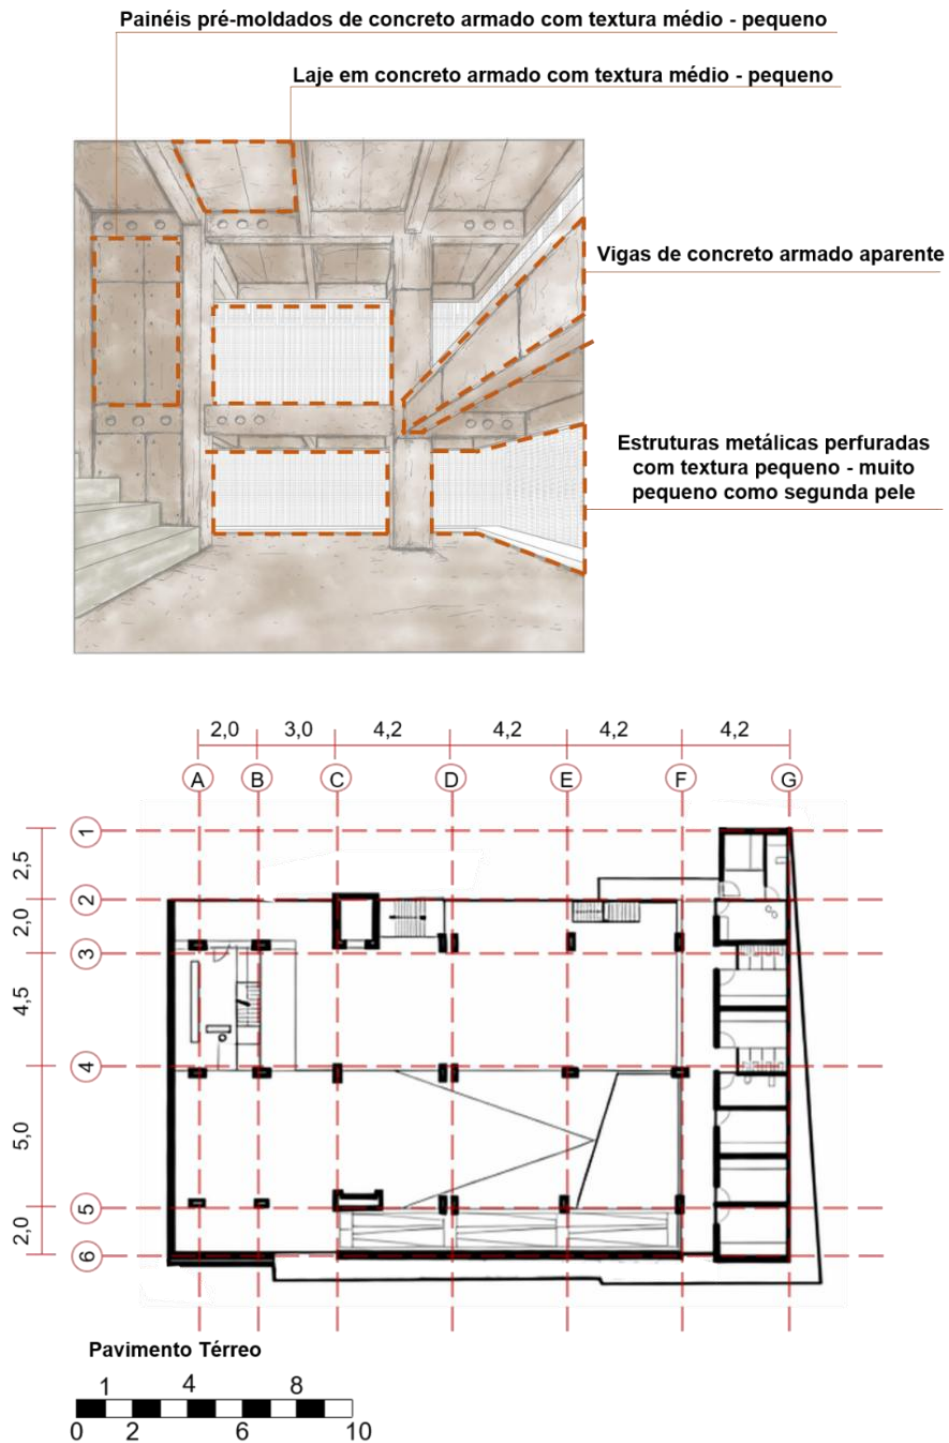 Painéis pré-moldados de concreto armado com textura médio - pequeno
Laje em concreto armado com textura médio - pequeno
Vigas de concreto armado aparente
Estruturas metálicas perfuradas
com textura pequeno - muito
pequeno como segunda pele
2,0 3,0 4,2 4,2 4,2 4,2
A B C D E F G
1
2,5
2
2,0
3
4,5
4
5,0
5
2,0
6
Pavimento Térreo
1 4 8
0 2 6 10